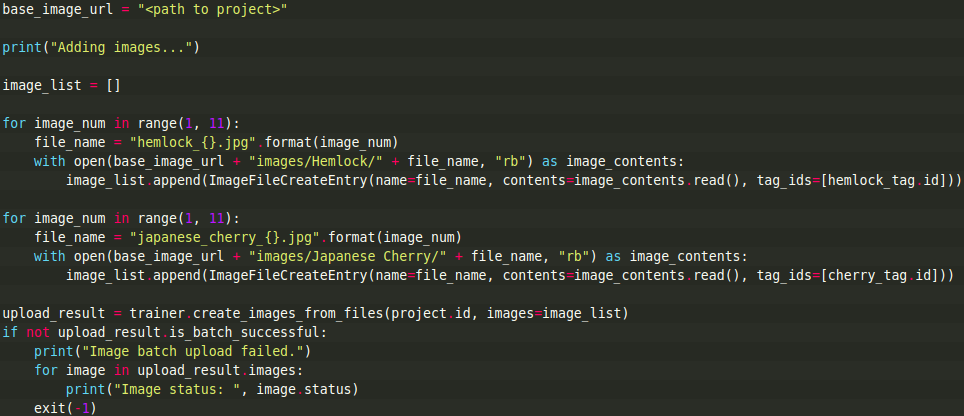 base_image_url = "<path to project>"

print("Adding images...")

image_list = []

for image_num in range(1, 11):
    file_name = "hemlock_{}.jpg".format(image_num)
    with open(base_image_url + "images/Hemlock/" + file_name, "rb") as image_contents:
        image_list.append(ImageFileCreateEntry(name=file_name, contents=image_contents.read(), tag_ids=[hemlock_tag.id]))

for image_num in range(1, 11):
    file_name = "japanese_cherry_{}.jpg".format(image_num)
    with open(base_image_url + "images/Japanese Cherry/" + file_name, "rb") as image_contents:
        image_list.append(ImageFileCreateEntry(name=file_name, contents=image_contents.read(), tag_ids=[cherry_tag.id]))

upload_result = trainer.create_images_from_files(project.id, images=image_list)
if not upload_result.is_batch_successful:
    print("Image batch upload failed.")
    for image in upload_result.images:
        print("Image status: ", image.status)
    exit(-1)